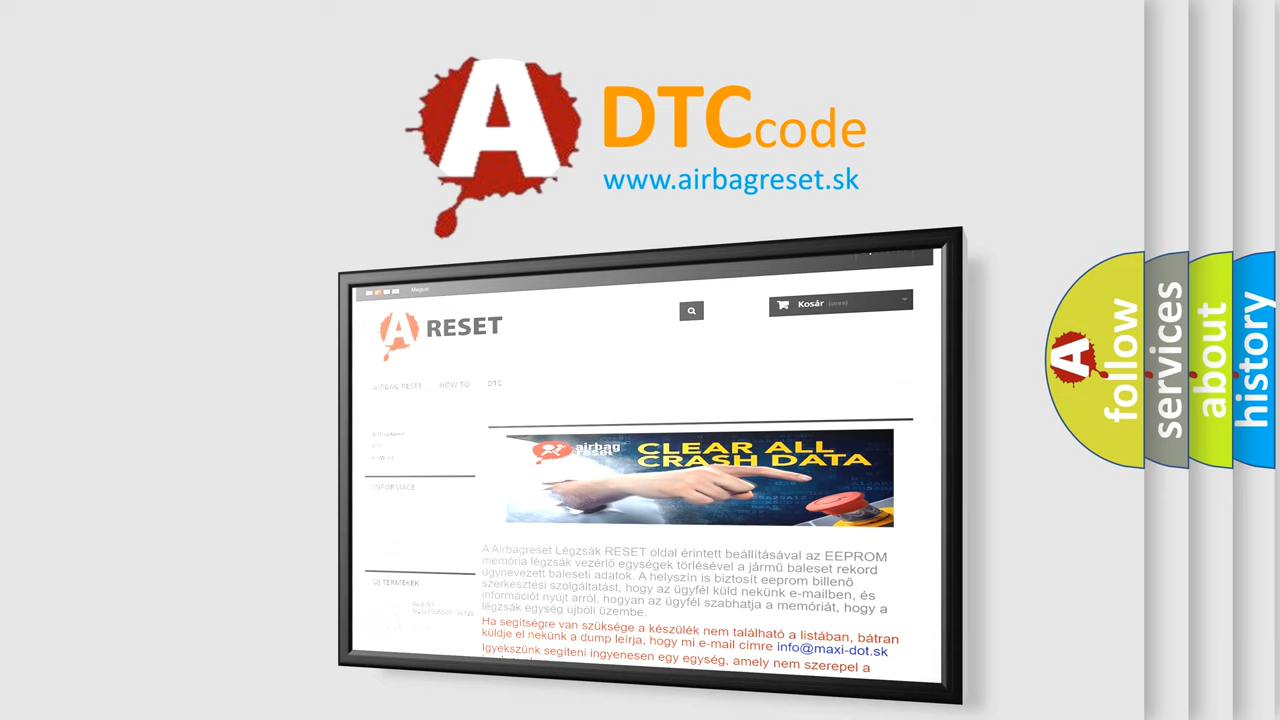 A
DTC code
www.airbagreset.sk
Magyar
A RESET
Kosár (üres)
AIRBAG RESET HOW TO DTC
INFORMACE
airbag
reset
CLEAR ALL
CRASH DATA
A Airbagreset Légzsák RESET oldal érintett beállításával az EEPROM
memória légzsák vezérlő egységek törlésével a jármű baleset rekord
úgynevezett baleseti adatok. A helyszín is biztosít eeprom billenő
szerkesztési szolgáltatást, hogy az ügyfél küld nekünk e-mailben, és
információt nyújt arról, hogyan az ügyfél szabhatja a memóriát, hogy a
légzsák egység újbóli üzembe.
Ha segítségre van szüksége a készülék nem található a listában, bátran
küldje el nekünk a dump leírja, hogy mi e-mail címre info@maxi-dot.sk
Igyekszünk segíteni ingyenesen egy egység, amely nem szerepel a
ÚJ TERMÉKEK
A
follow
services
about
history